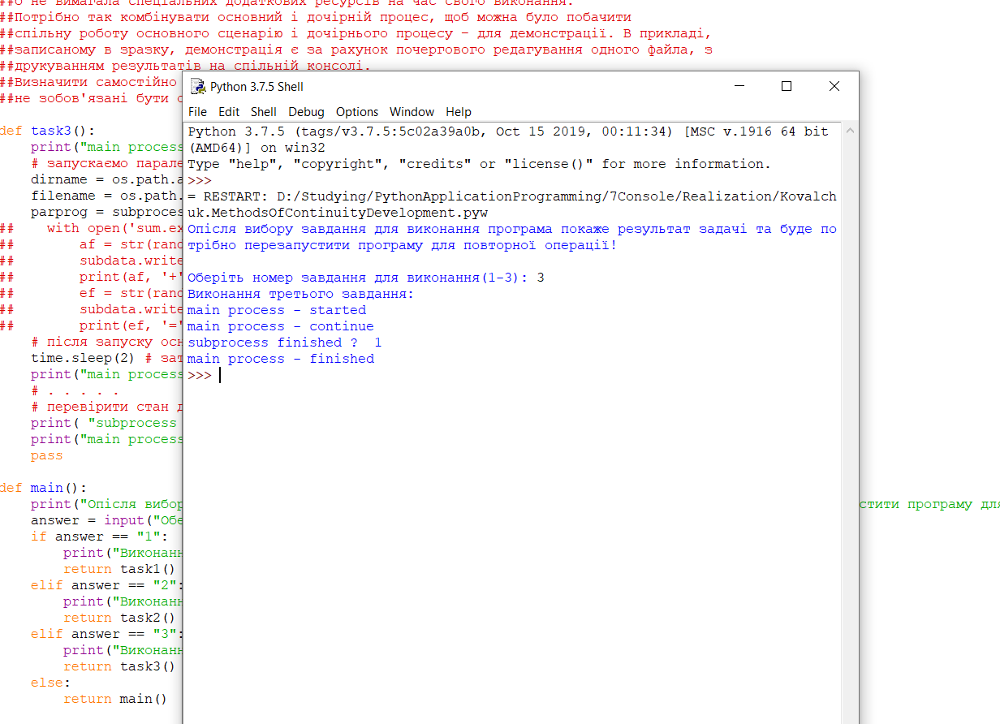 ##б не вимагала спеціальних додаткових ресурсів на час свого виконання.
##Потрібно так комбінувати основний і дочірній процес, щоб можна було побачити
##спільну роботу основного сценарію і дочірнього процесу – для демонстрації. В прикладі,
##записаному в зразку, демонстрація є за рахунок почергового редагування одного файла, з
##друкуванням результатів на спільній консолі.
##Визначити самостійно
##не зобов'язані бути
def task3():
print("main process
# запускаємо парале
dirname = os.path.a
filename = os.path.
parprog = subproces
## with open('sum.ex
## af = str(rand
## subdata.write
## print(af, '+'
## ef = str(rand
## subdata.write
## print(ef, '='
# після запуску осн
time.sleep(2) # зат
print("main process
# . . . . .
# перевірити стан д
print( "subprocess
print("main process
pass
def main():
print("Опісля вибор
стити програму для
answer = input("Обе
if answer == "1":
print("Виконанн
return task1()
elif answer == "2":
print("Виконанн
return task2()
elif answer == "3":
print("Виконанн
return task3()
else:
return main()
Python 3.7.5 Shell
File Edit Shell Debug Options Window Help
Python 3.7.5 (tags/v3.7.5:5c02a39a0b, Oct 15 2019, 00:11:34) [MSC v.1916 64 bit
(AMD64)] on win32
Type "help", "copyright", "credits" or "license()" for more information.
>>>
= RESTART: D:/Studying/PythonApplicationProgramming/7Console/Realization/Kovalch
uk.MethodsOfContinuityDevelopment.pyw
Опісля вибору завдання для виконання програма покаже результат задачі та буде по
трібно перезапустити програму для повторної операції!
Оберіть номер завдання для виконання(1-3): 3
Виконання третього завдання:
main process - started
main process - continue
subprocess finished ? 1
main process - finished
>>>